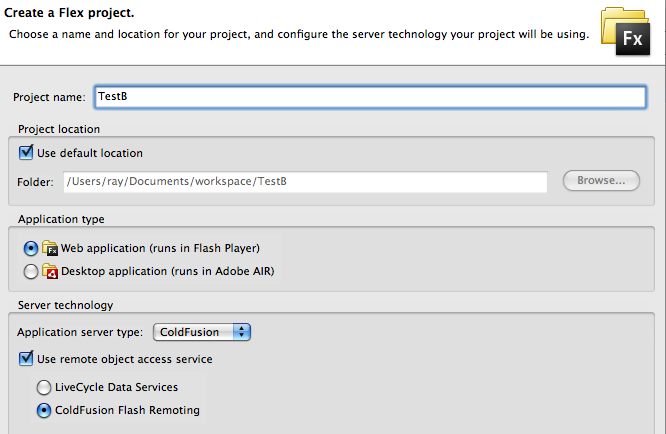 Create a Flex project.
Choose a name and location for your project, and configure the server technology your project will be using.
Fx
Project name: TestB
Project location
Use default location
Folder: /Users/ray/Documents/workspace/TestB Browse...
Application type
Fx Web application (runs in Flash Player)
Desktop application (runs in Adobe AIR)
Server technology
Application server type: ColdFusion
Use remote object access service
LiveCycle Data Services
ColdFusion Flash Remoting